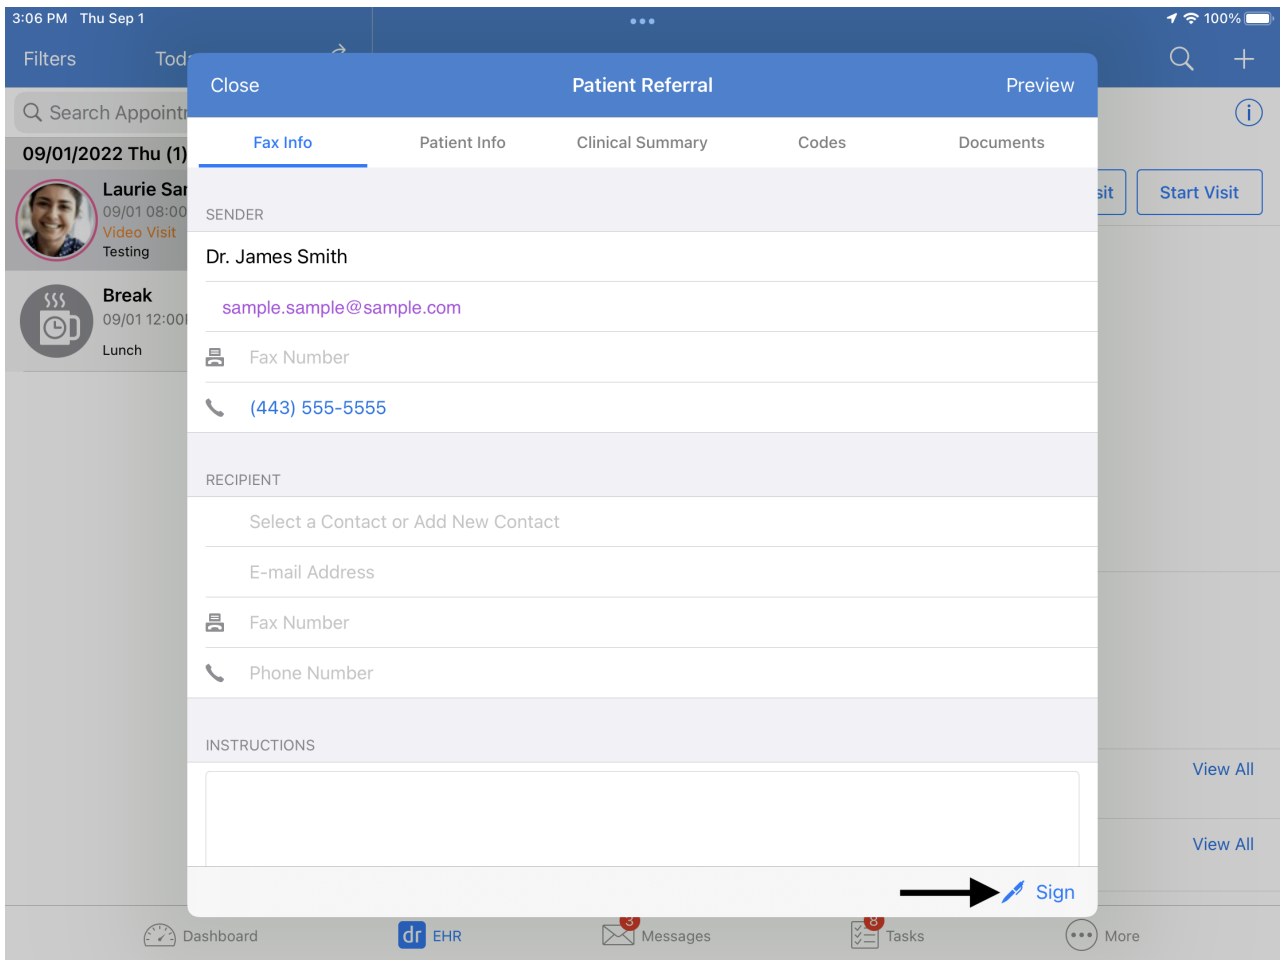 3:06 PM Thu Sep 1
100%
Filters
Close
Patient Referral
Preview
Search
09/01/2022 Thu (1)
Fax Info
Patient Info
Clinical Summary
Codes
Documents
Laurie
09/01 08:00
Video Visit
Testing
Start Visit
SENDER
Dr. James Smith
Break
09/01
Lunch
sample.sample@sample.com
Fax Number
(443) 555-5555
RECIPIENT
Select a Contact or Add New Contact
E-mail Address
Fax Number
Phone Number
INSTRUCTIONS
View All
View All
Sign
Dashboard
dr EHR
3
Messages
8
Tasks
More